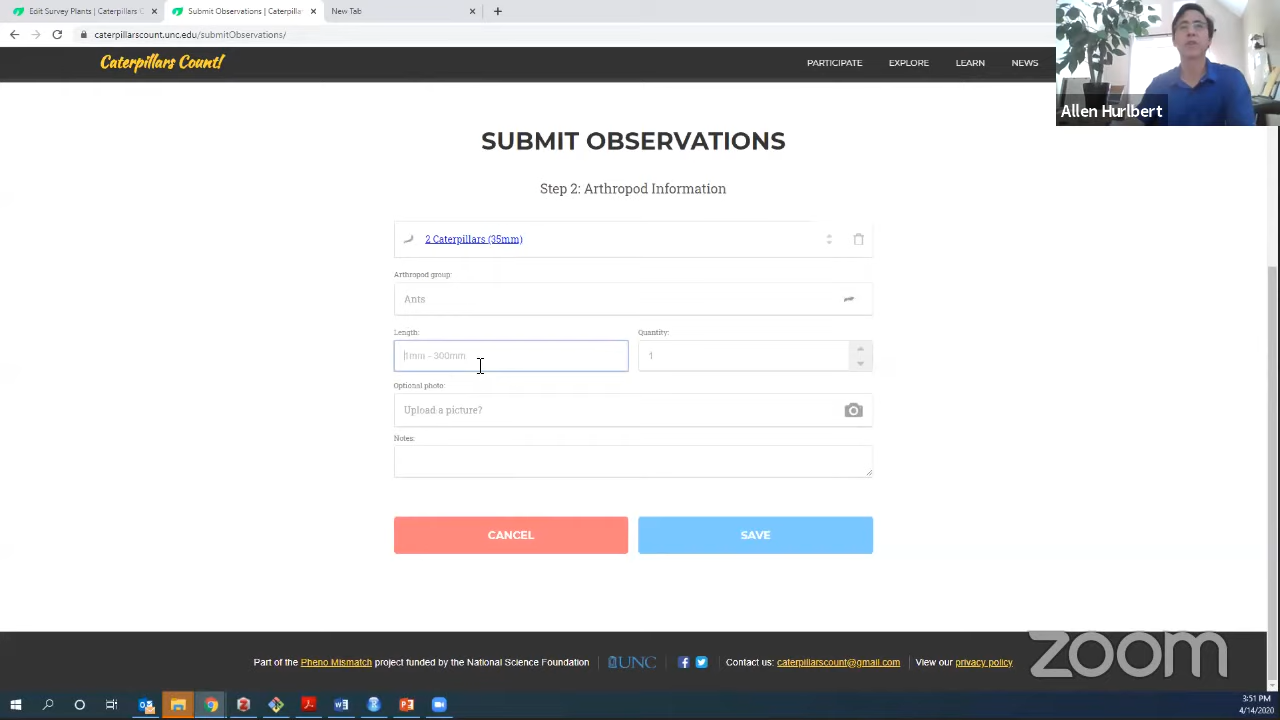 Edit Survey Plants | Caterpillars C
Submit Observations | Caterpill
New Tab
caterpillarscount.unc.edu/submitObservations/
Caterpillars Count!
PARTICIPATE
EXPLORE
LEARN
NEWS
Allen Hurlbert
SUBMIT OBSERVATIONS
Step 2: Arthropod Information
2 Caterpillars (35mm)
Arthropod group:
Ants
Length:
Quantity:
1mm - 300mm
1
Optional photo:
Upload a picture?
Notes:
CANCEL
SAVE
Part of the Pheno Mismatch project funded by the National Science Foundation
UNC
Contact us: caterpillarscount@gmail.com
View our privacy policy
zoom
3:51 PM
4/14/2020